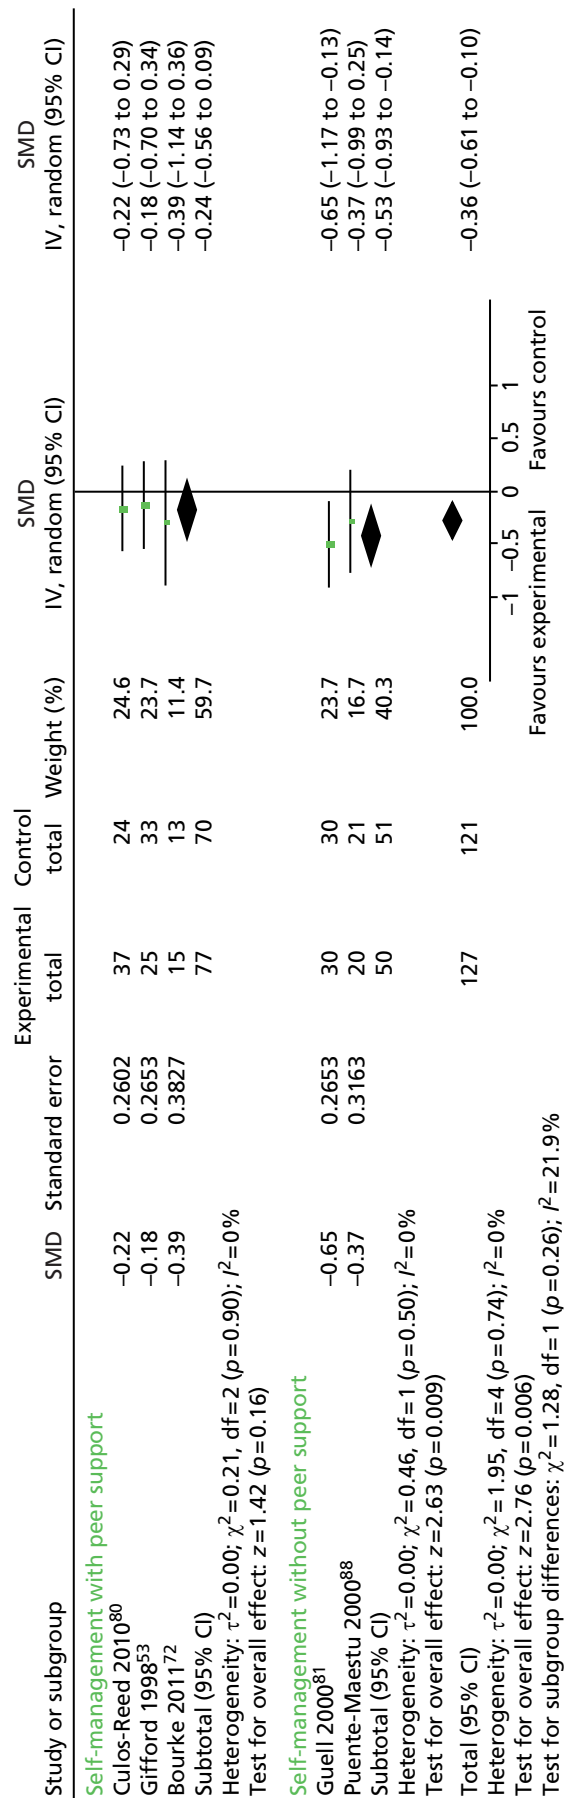 Study or subgroup SMD Standard error Experimental total Control total Weight (%) SMD IV, random (95% CI) SMD IV, random (95% CI)
Self-management with peer support
Culos-Reed 2010⁸⁰ −0.22 0.2602 37 24 24.6 −0.22 (−0.73 to 0.29)
Gifford 1998⁵³ −0.18 0.2653 25 33 23.7 −0.18 (−0.70 to 0.34)
Bourke 2011⁷² −0.39 0.3827 15 13 11.4 −0.39 (−1.14 to 0.36)
Subtotal (95% CI) 77 70 59.7 −0.24 (−0.56 to 0.09)
Heterogeneity: τ²=0.00; χ²=0.21, df=2 (p=0.90); I²=0%
Test for overall effect: z=1.42 (p=0.16)
Self-management without peer support
Guell 2000⁸¹ −0.65 0.2653 30 30 23.7 −0.65 (−1.17 to −0.13)
Puente-Maestu 2000⁸⁸ −0.37 0.3163 20 21 16.7 −0.37 (−0.99 to 0.25)
Subtotal (95% CI) 50 51 40.3 −0.53 (−0.93 to −0.14)
Heterogeneity: τ²=0.00; χ²=0.46, df=1 (p=0.50); I²=0%
Test for overall effect: z=2.63 (p=0.009)
Total (95% CI) 127 121 100.0 −0.36 (−0.61 to −0.10)
Heterogeneity: τ²=0.00; χ²=1.95, df=4 (p=0.74); I²=0%
Test for overall effect: z=2.76 (p=0.006)
Test for subgroup differences: χ²=1.28, df=1 (p=0.26); I²=21.9%
−1 −0.5 0 0.5 1
Favours experimental Favours control